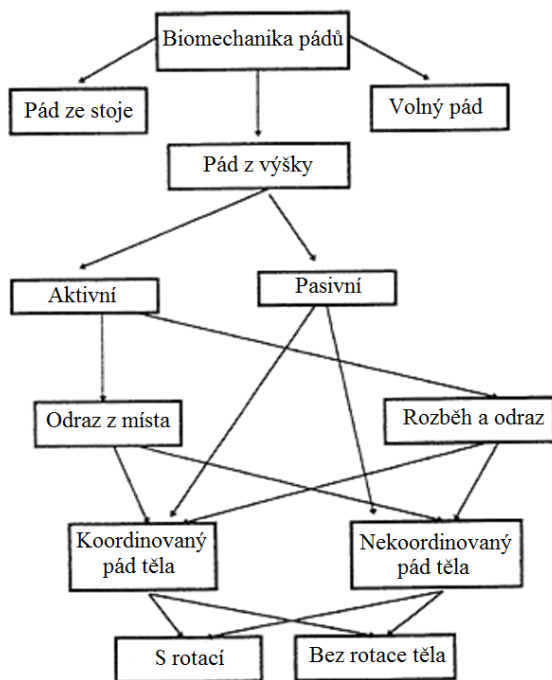 Biomechanika pádů
Pád ze stoje
Volný pád
Pád z výšky
Aktivní
Pasivní
Odraz z místa
Rozběh a odraz
Koordinovaný
pád těla
Nekoordinovaný
pád těla
S rotací
Bez rotace těla